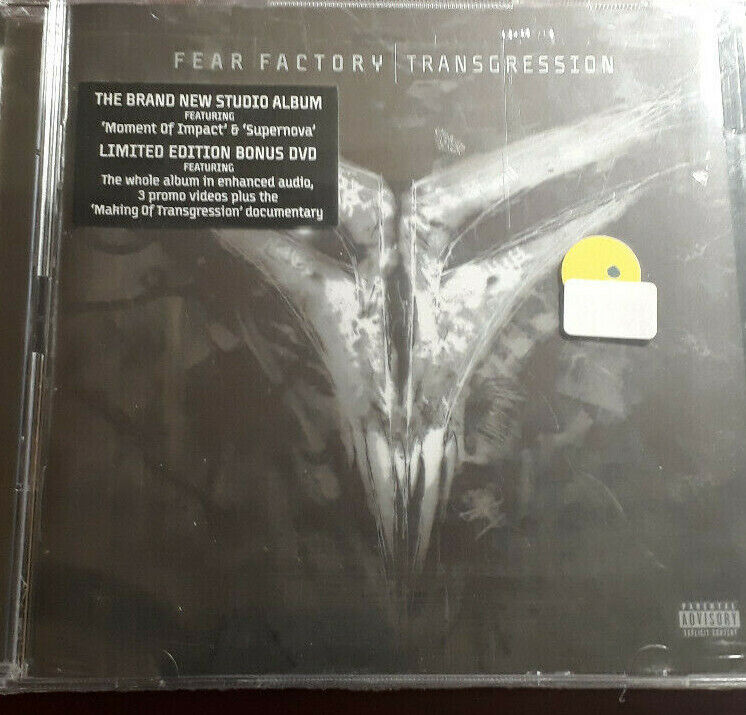 FEAR FACTORY | TRANSGRESSION
THE BRAND NEW STUDIO ALBUM
FEATURING
'Moment Of Impact' & 'Supernova'
LIMITED EDITION BONUS DVD
FEATURING
The whole album in enhanced audio,
3 promo videos plus the
'Making Of Transgression' documentary
PARENTAL
ADVISORY
EXPLICIT CONTENT